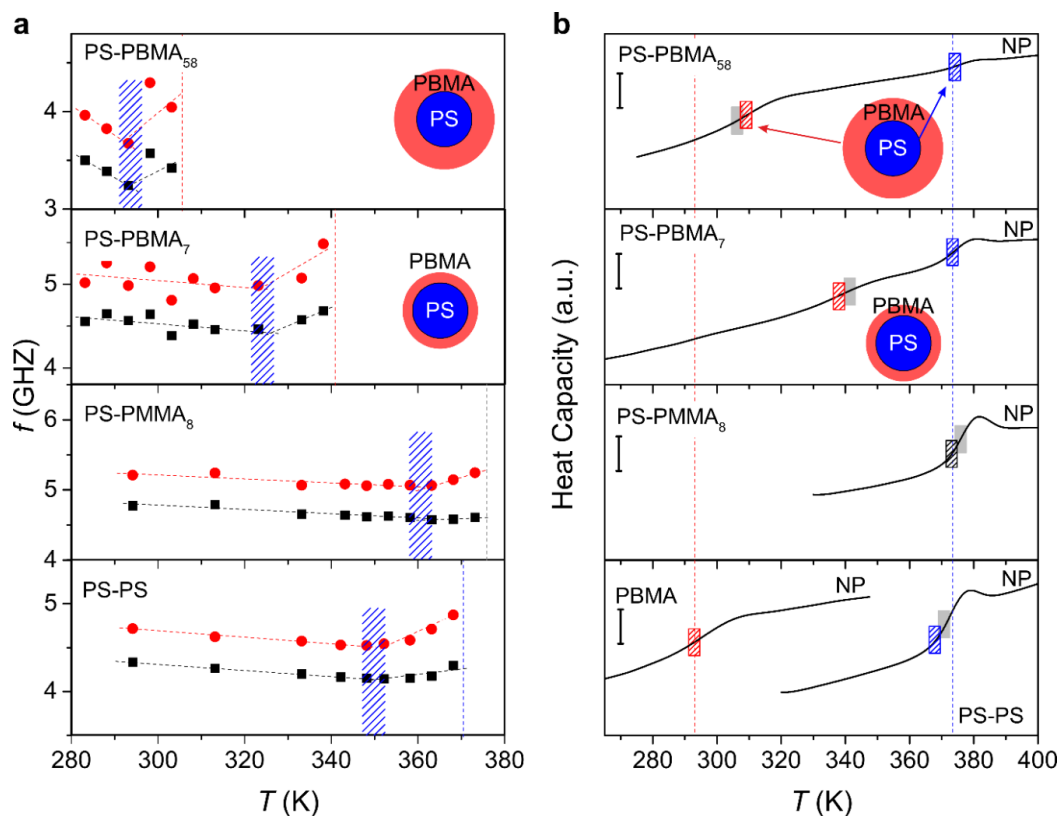 a
PS-PBMA58
PBMA
PS
4
3
PS-PBMA7
PBMA
PS
5
4
PS-PMMA8
6
5
4
PS-PS
5
4
280 300 320 340 360 380
f (GHZ)
T (K)
b
PS-PBMA58
NP
PBMA
PS
PS-PBMA7
NP
PBMA
PS
PS-PMMA8
NP
PBMA
NP
NP
PS-PS
280 300 320 340 360 380 400
Heat Capacity (a.u.)
T (K)